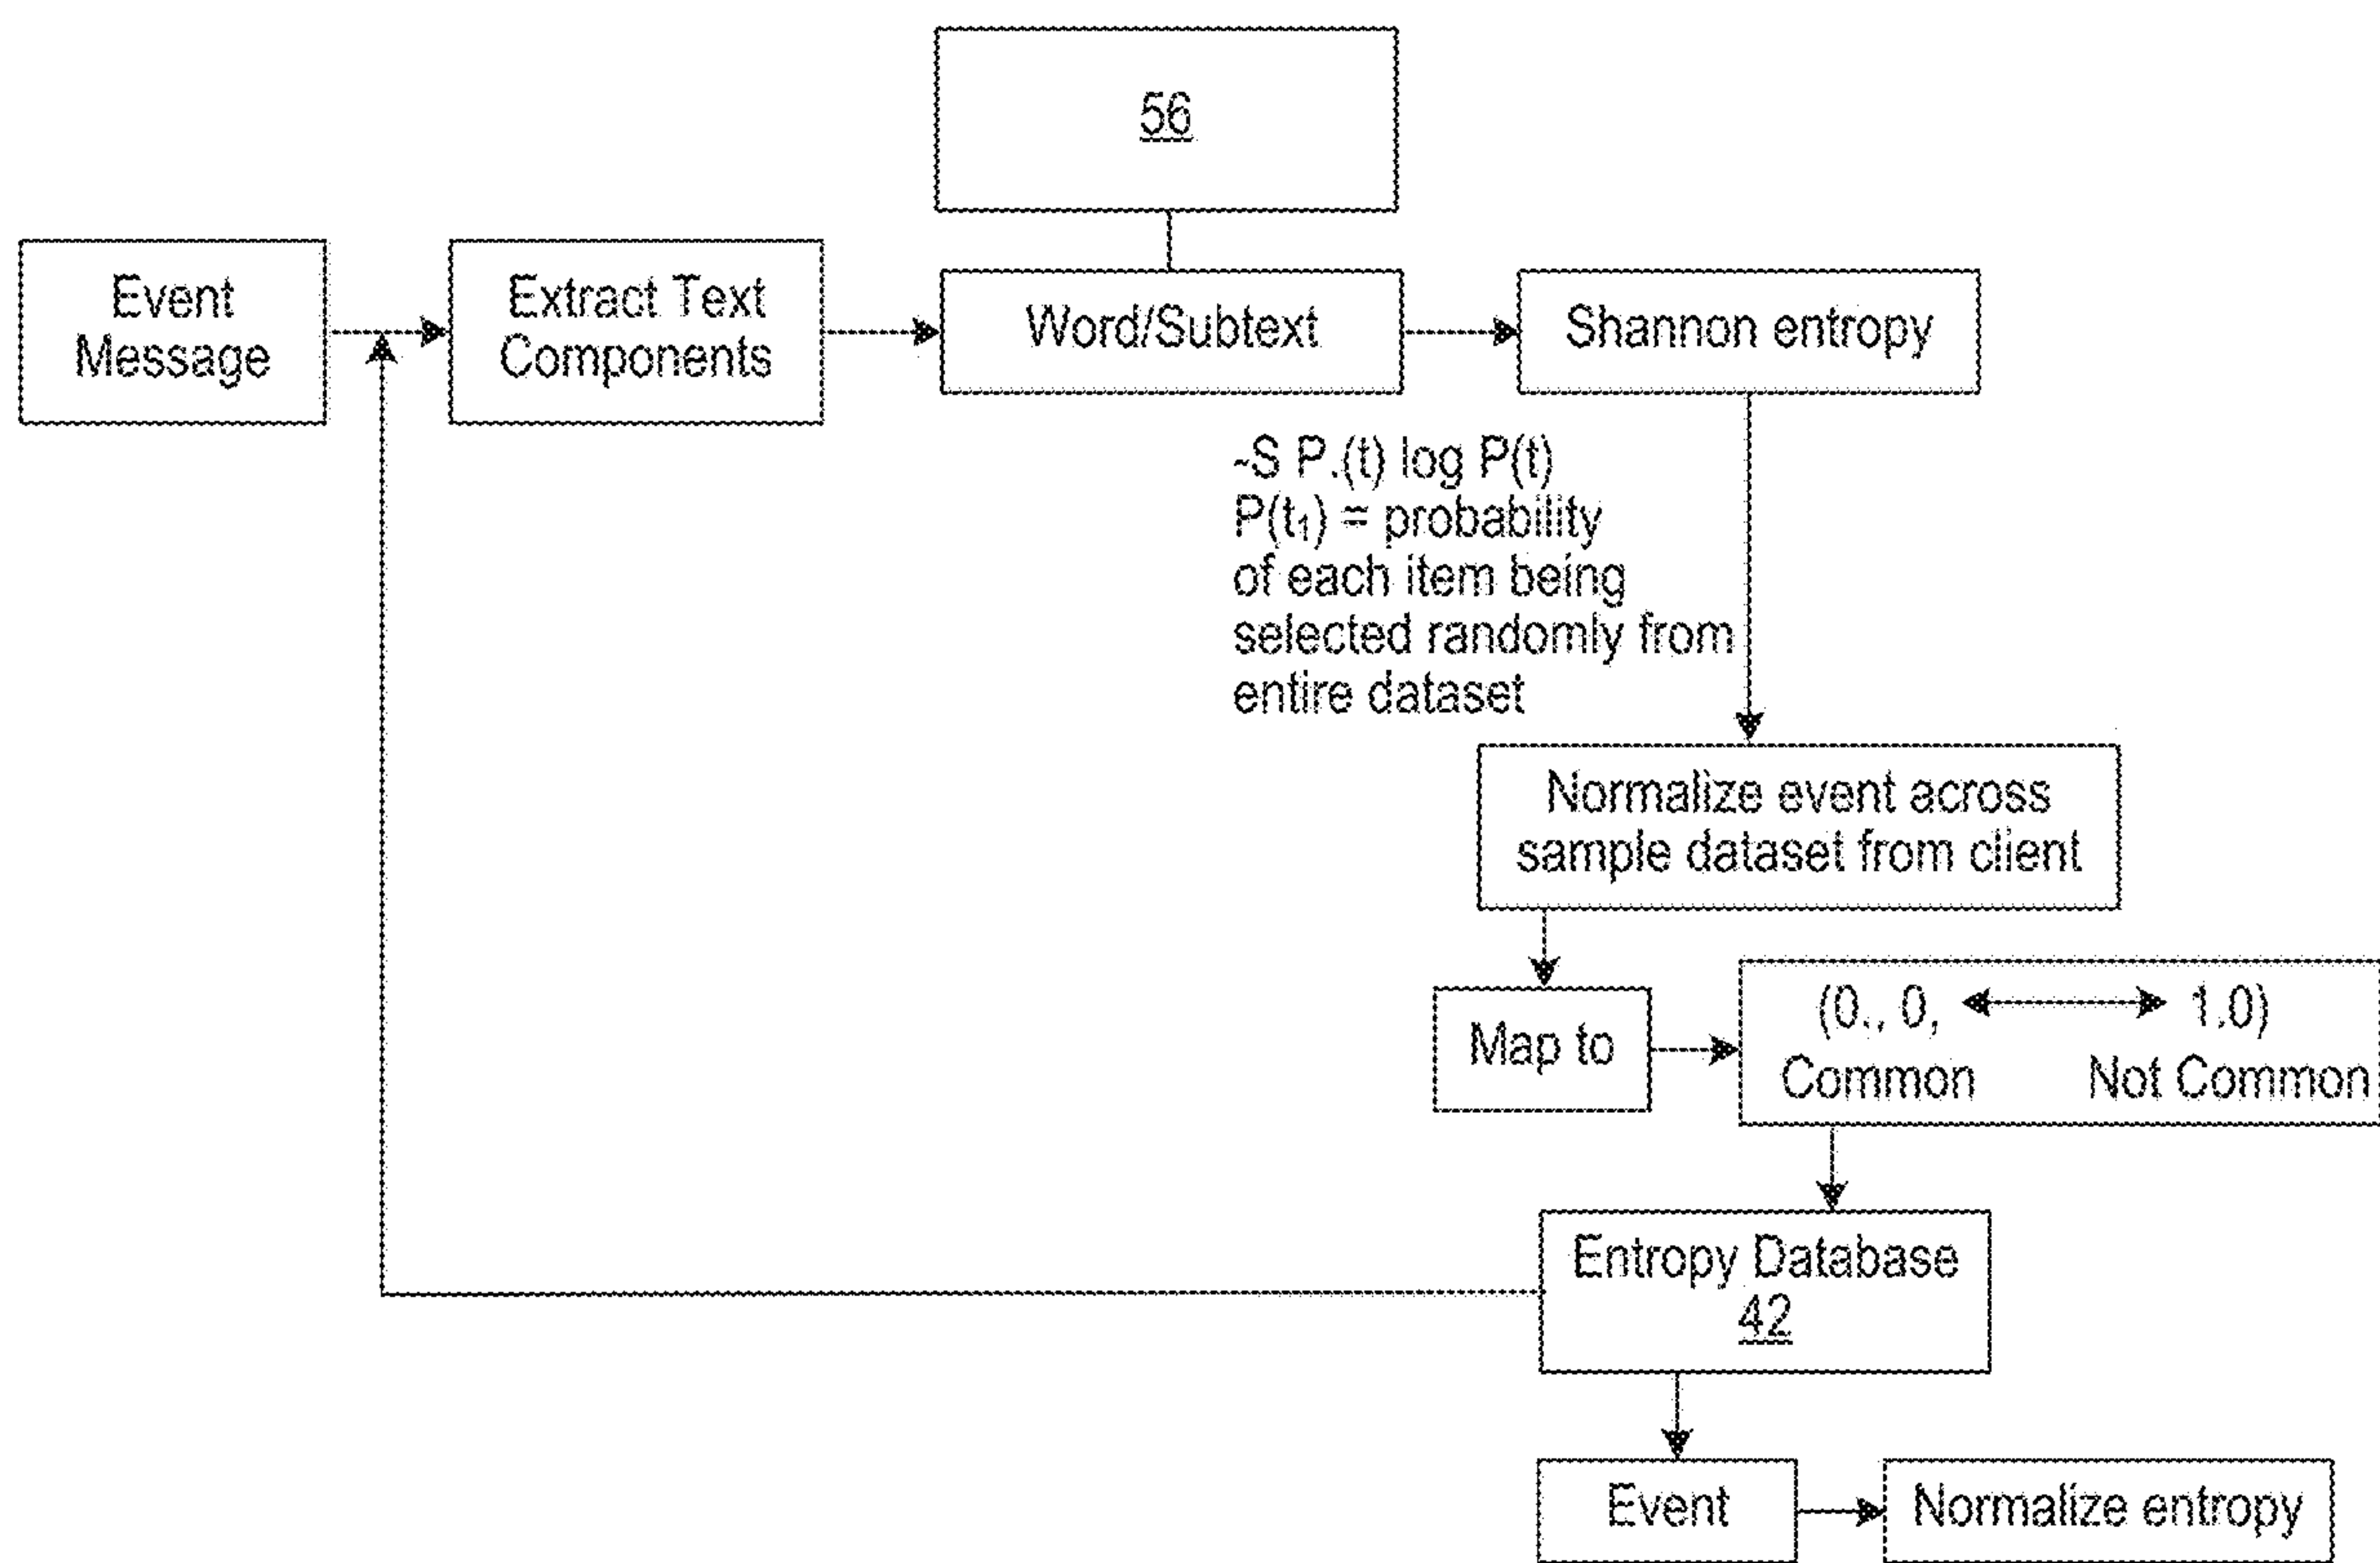 56
Event
Message
Extract Text
Components
Word/Subtext
Shannon entropy
-S P.(t) log P(t)
P(t₁) = probability
of each item being
selected randomly from
entire dataset
Normalize event across
sample dataset from client
Map to
(0., 0, 1.0)
Common Not Common
Entropy Database
42
Event
Normalize entropy